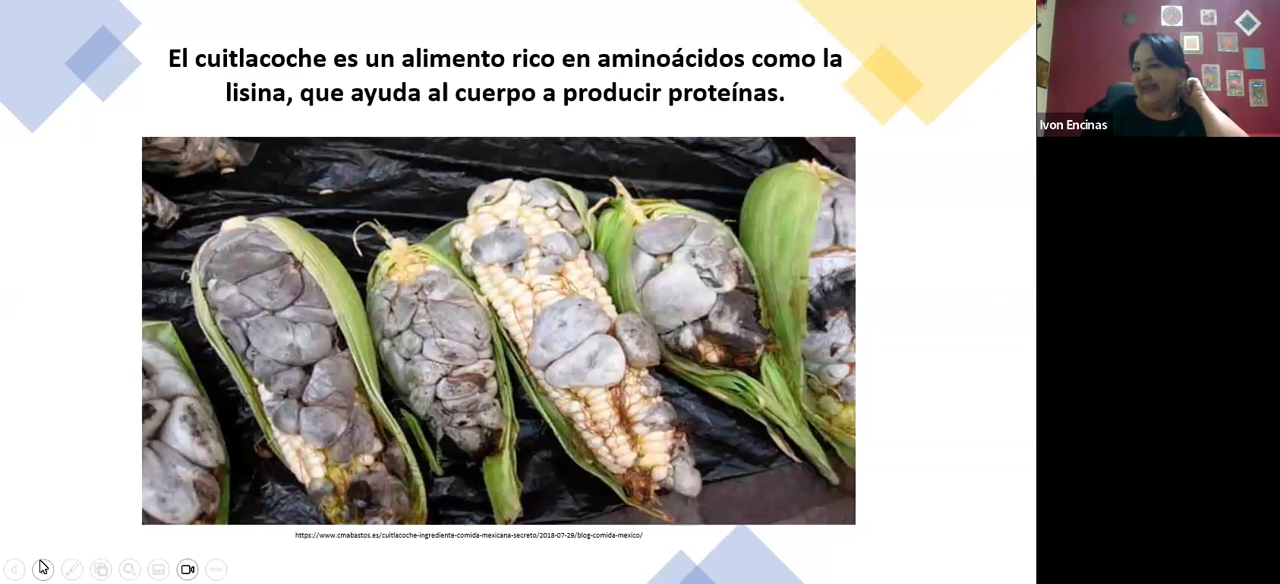 El cuitlacoche es un alimento rico en aminoácidos como la
lisina, que ayuda al cuerpo a producir proteínas.
Ivon Encinas
https://www.cmabastos.es/cuitlacoche-ingrediente-comida-mexicana-secreto/2018-07-29/blog-comida-mexico/